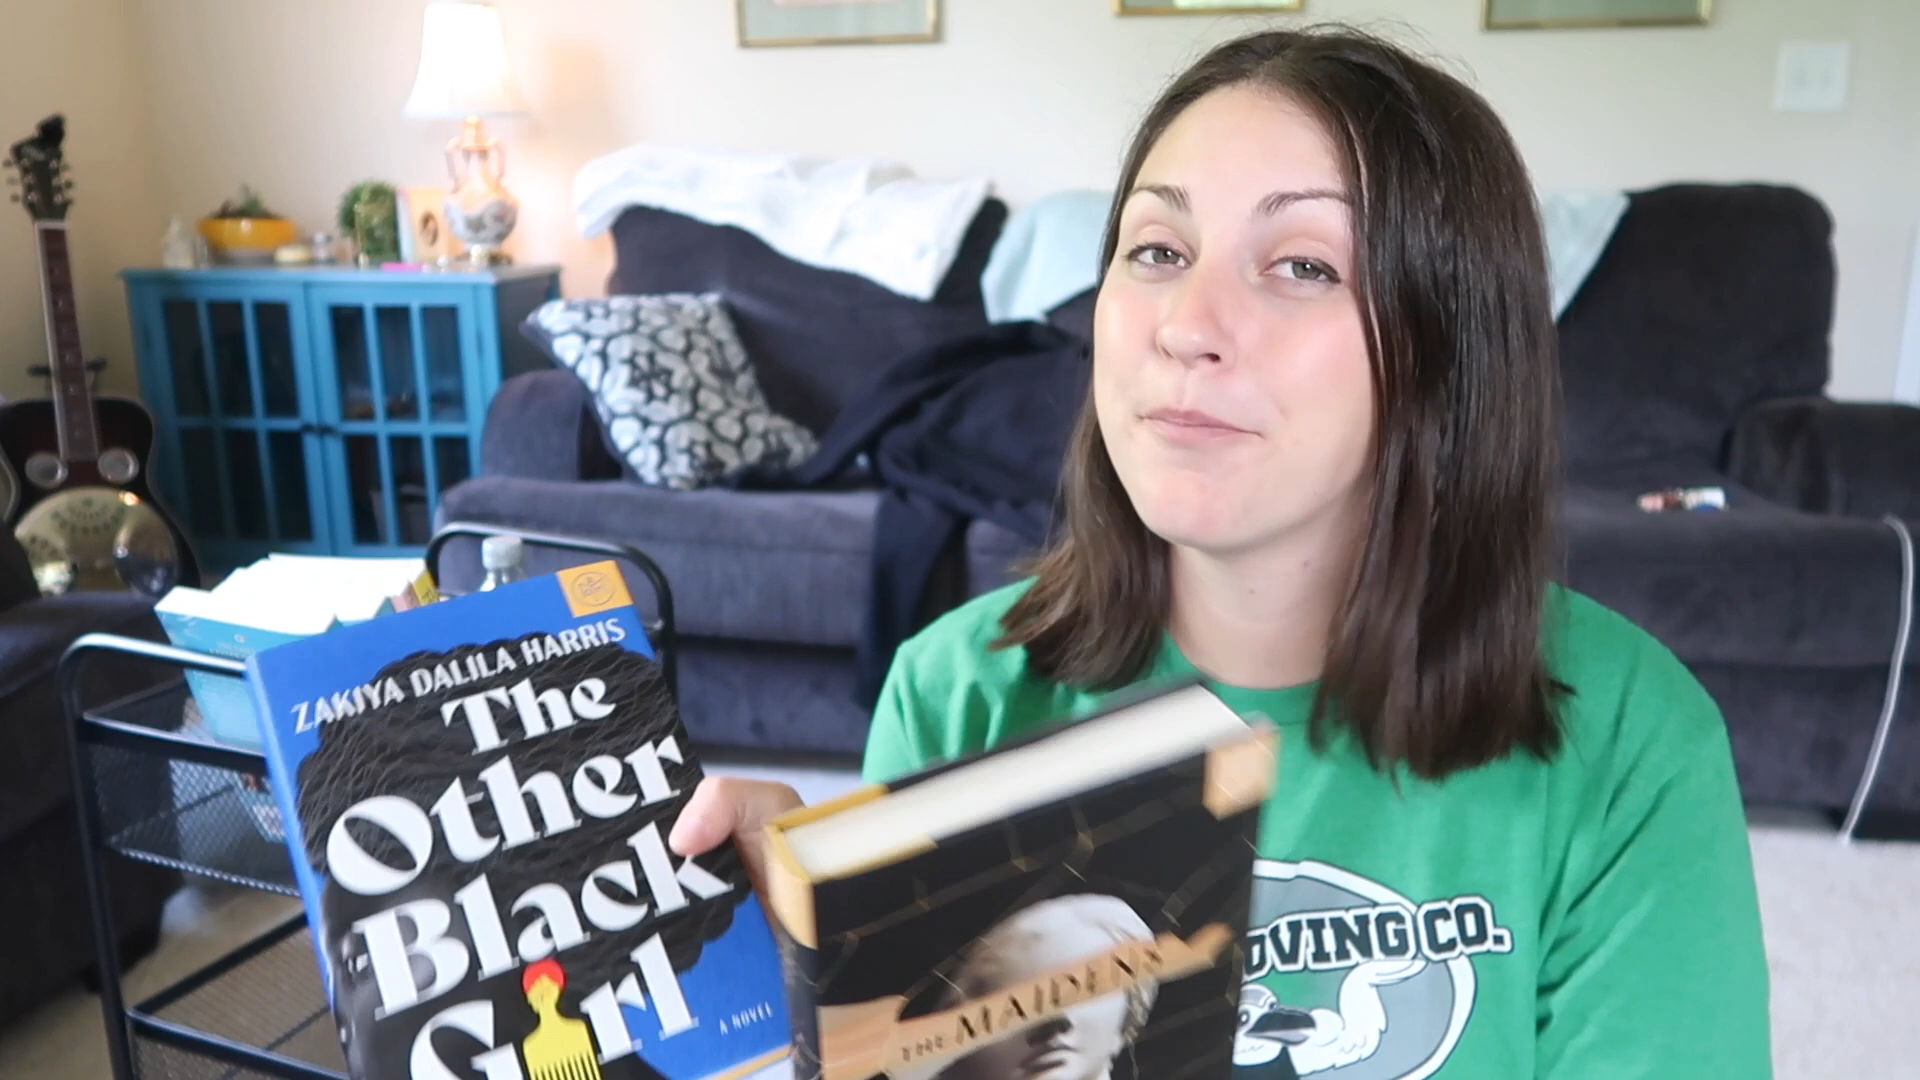 ZAKIYA DALILA HARRIS
The
Other
Black
Girl
A NOVEL
THE MAIDENS
OVING CO.